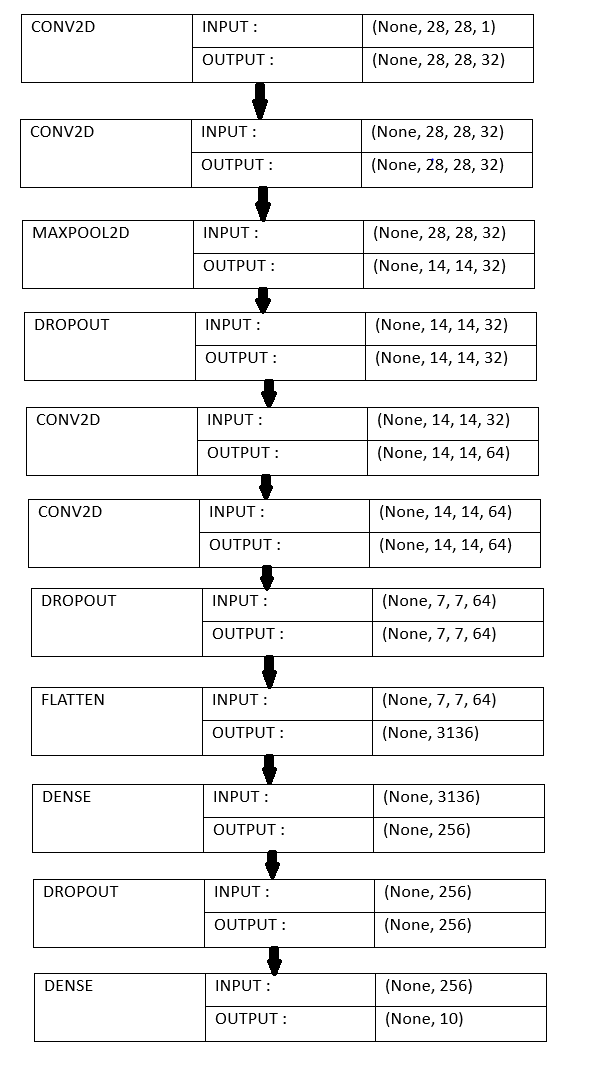 CONV2D INPUT : (None, 28, 28, 1)
OUTPUT : (None, 28, 28, 32)
CONV2D INPUT : (None, 28, 28, 32)
OUTPUT : (None, 28, 28, 32)
MAXPOOL2D INPUT : (None, 28, 28, 32)
OUTPUT : (None, 14, 14, 32)
DROPOUT INPUT : (None, 14, 14, 32)
OUTPUT : (None, 14, 14, 32)
CONV2D INPUT : (None, 14, 14, 32)
OUTPUT : (None, 14, 14, 64)
CONV2D INPUT : (None, 14, 14, 64)
OUTPUT : (None, 14, 14, 64)
DROPOUT INPUT : (None, 7, 7, 64)
OUTPUT : (None, 7, 7, 64)
FLATTEN INPUT : (None, 7, 7, 64)
OUTPUT : (None, 3136)
DENSE INPUT : (None, 3136)
OUTPUT : (None, 256)
DROPOUT INPUT : (None, 256)
OUTPUT : (None, 256)
DENSE INPUT : (None, 256)
OUTPUT : (None, 10)